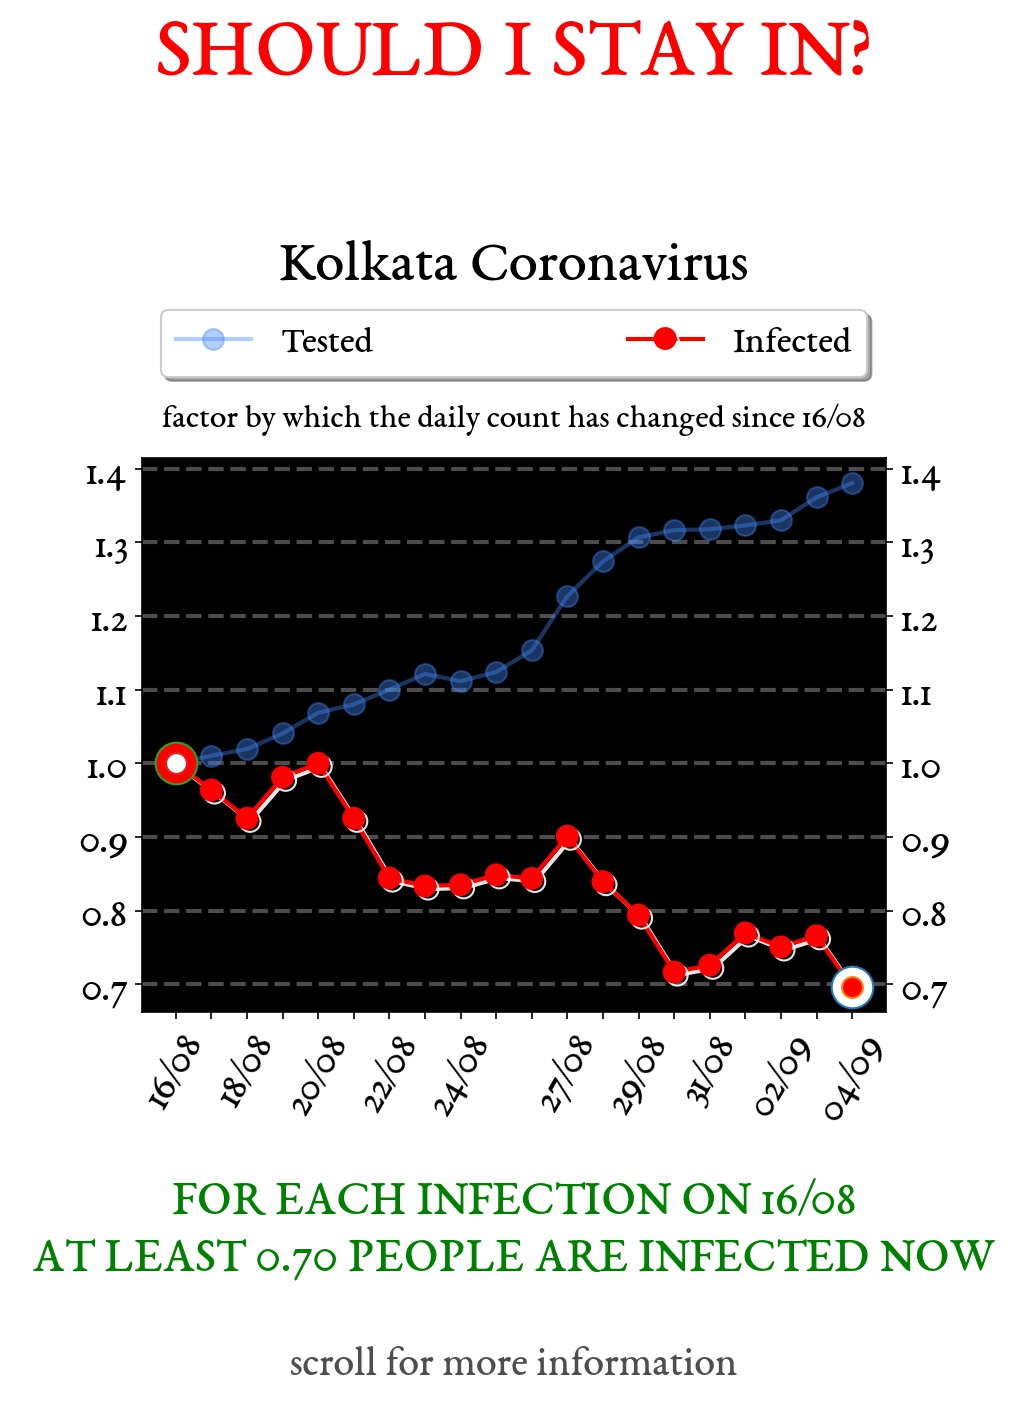 SHOULD I STAY IN?
Kolkata Coronavirus
Tested Infected
factor by which the daily count has changed since 16/08
1.4 1.4
1.3 1.3
1.2 1.2
1.1 1.1
1.0 1.0
0.9 0.9
0.8 0.8
0.7 0.7
16/08 18/08 20/08 22/08 24/08 27/08 29/08 31/08 02/09 04/09
FOR EACH INFECTION ON 16/08
AT LEAST 0.70 PEOPLE ARE INFECTED NOW
scroll for more information